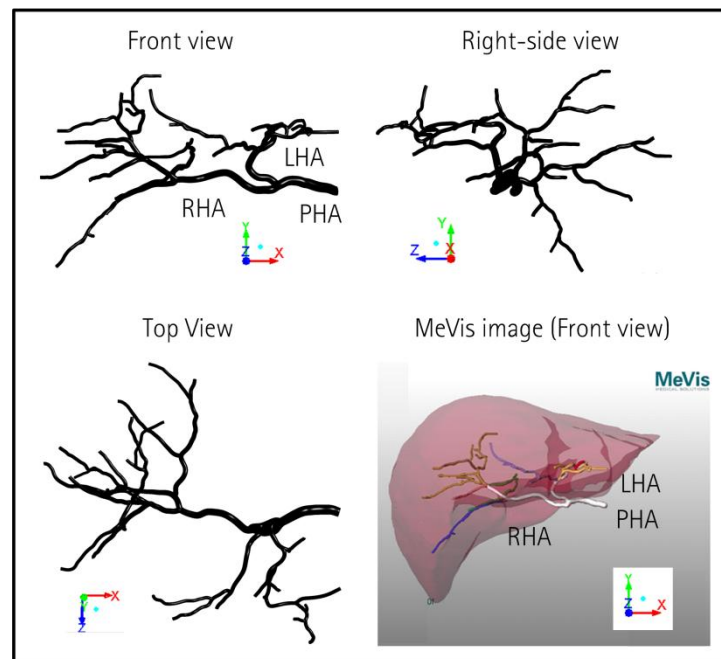 Front view
Right-side view
LHA
RHA
PHA
Y
Z
X
Y
Z
X
Top View
MeVis image (Front view)
MeVis
MEDICAL SOLUTIONS
LHA
PHA
RHA
X
Y
Z
Y
Z
X